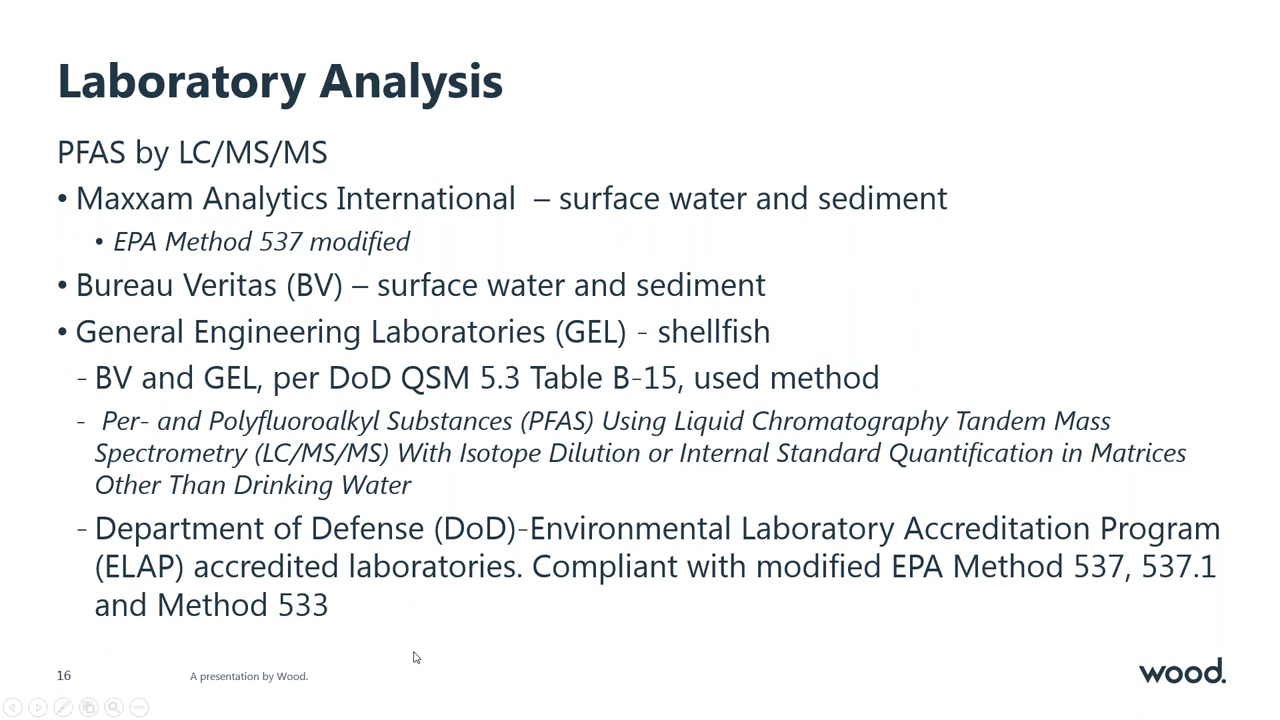 Laboratory Analysis
PFAS by LC/MS/MS
• Maxxam Analytics International – surface water and sediment
• EPA Method 537 modified
• Bureau Veritas (BV) – surface water and sediment
• General Engineering Laboratories (GEL) - shellfish
- BV and GEL, per DoD QSM 5.3 Table B-15, used method
- Per- and Polyfluoroalkyl Substances (PFAS) Using Liquid Chromatography Tandem Mass
Spectrometry (LC/MS/MS) With Isotope Dilution or Internal Standard Quantification in Matrices
Other Than Drinking Water
- Department of Defense (DoD)-Environmental Laboratory Accreditation Program
(ELAP) accredited laboratories. Compliant with modified EPA Method 537, 537.1
and Method 533
16
A presentation by Wood.
wood.